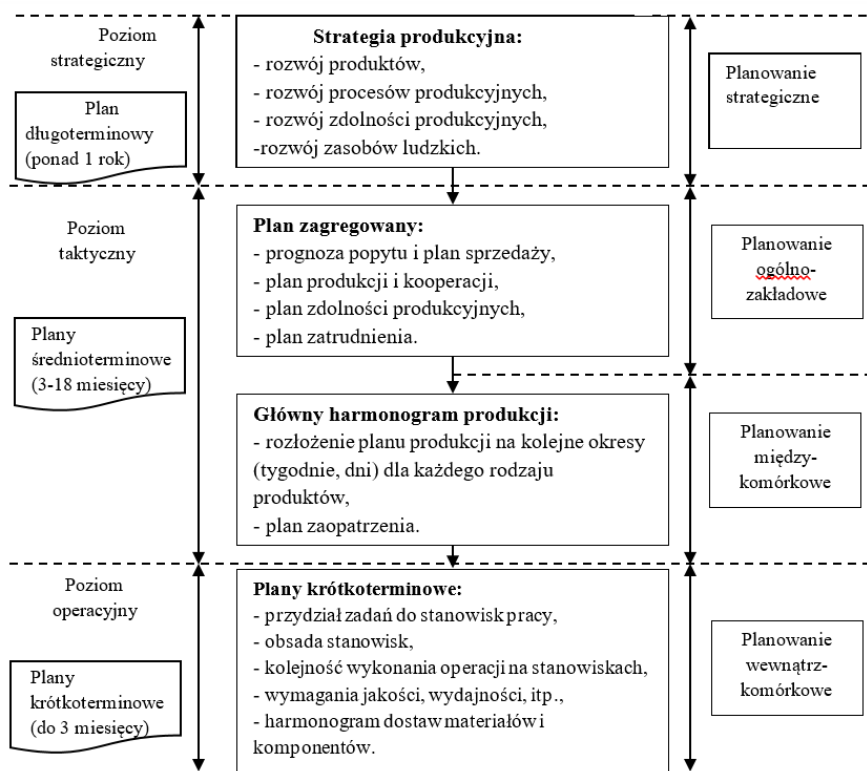 Poziom
strategiczny
Plan
długoterminowy
(ponad 1 rok)
Strategia produkcyjna:
- rozwój produktów,
- rozwój procesów produkcyjnych,
- rozwój zdolności produkcyjnych,
-rozwój zasobów ludzkich.
Planowanie
strategiczne
Poziom
taktyczny
Plany
średnioterminowe
(3-18 miesięcy)
Plan zagregowany:
- prognoza popytu i plan sprzedaży,
- plan produkcji i kooperacji,
- plan zdolności produkcyjnych,
- plan zatrudnienia.
Planowanie
ogólno-
zakładowe
Główny harmonogram produkcji:
- rozłożenie planu produkcji na kolejne okresy
(tygodnie, dni) dla każdego rodzaju
produktów,
- plan zaopatrzenia.
Planowanie
między-
komórkowe
Poziom
operacyjny
Plany
krótkoterminowe
(do 3 miesięcy)
Plany krótkoterminowe:
- przydział zadań do stanowisk pracy,
- obsada stanowisk,
- kolejność wykonania operacji na stanowiskach,
- wymagania jakości, wydajności, itp.,
- harmonogram dostaw materiałów i
komponentów.
Planowanie
wewnątrz-
komórkowe